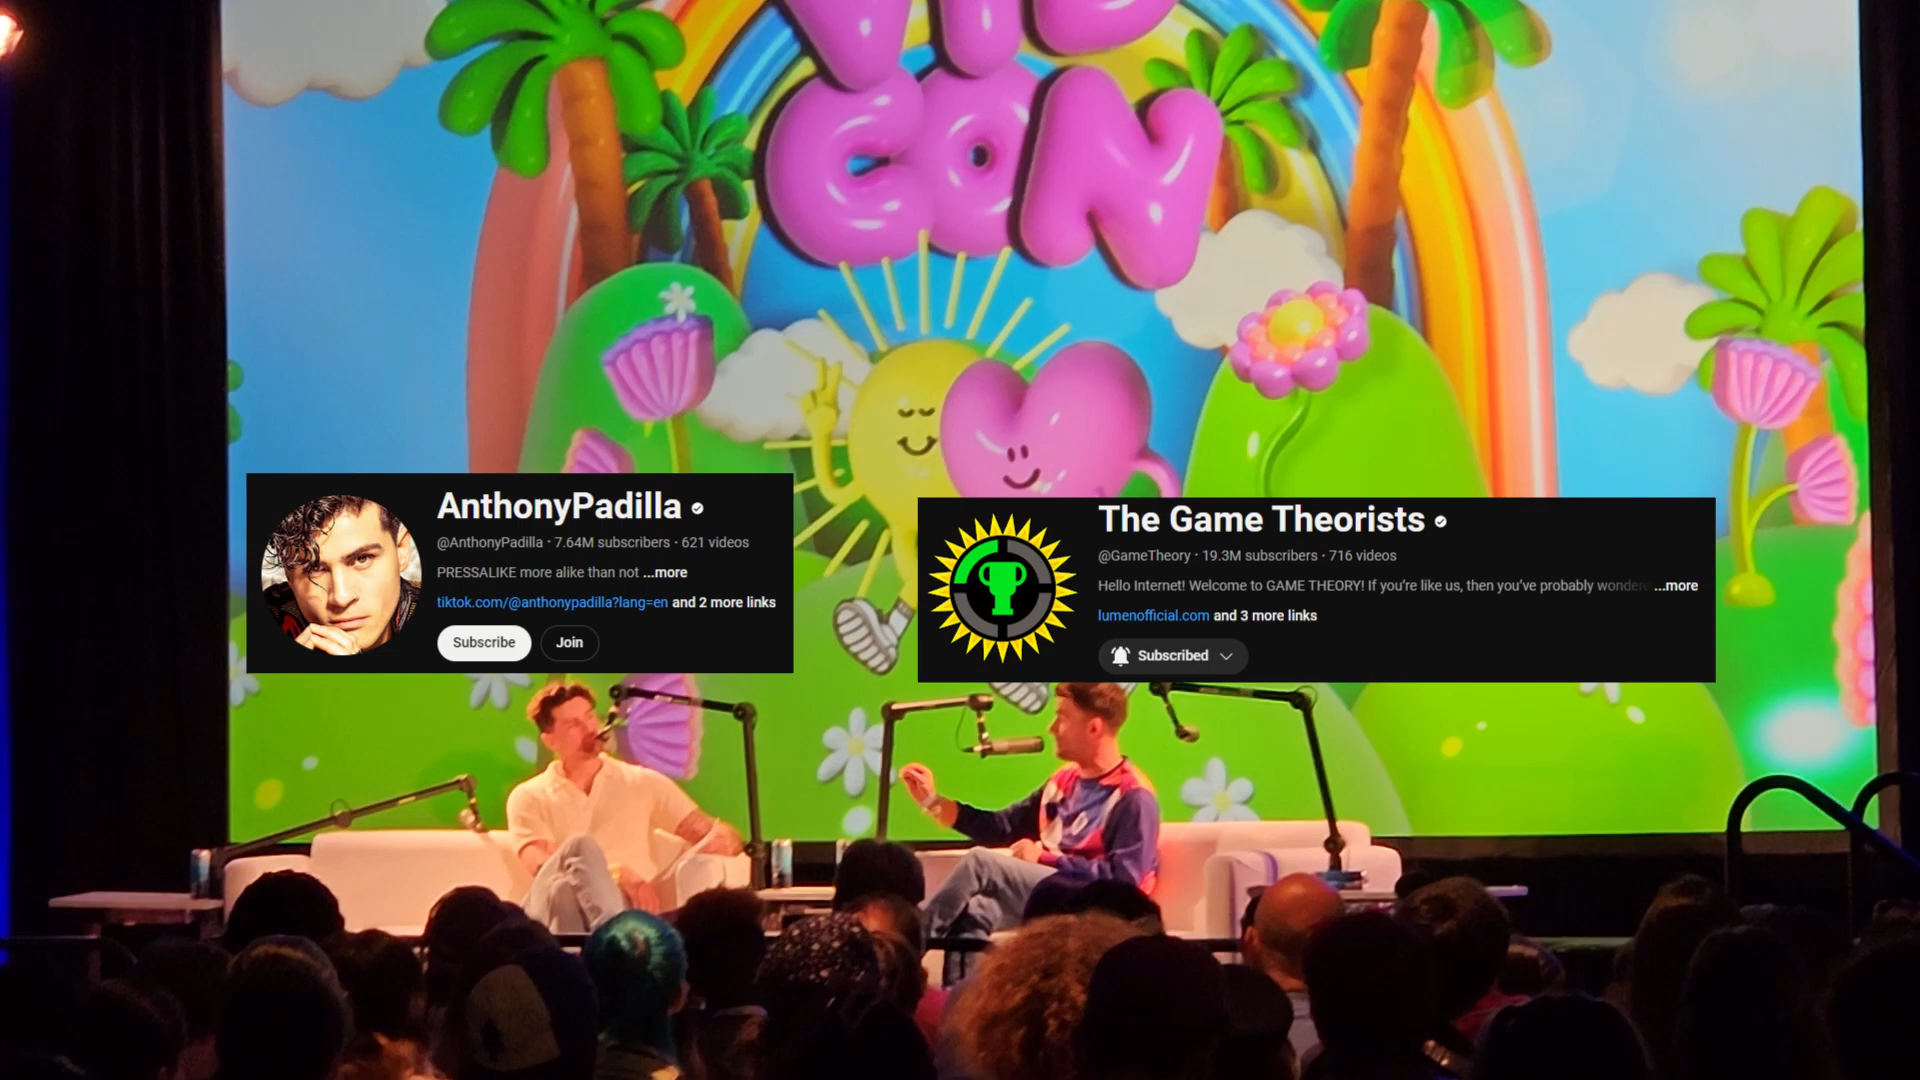 VID
CON
AnthonyPadilla
@AnthonyPadilla · 7.64M subscribers · 621 videos
PRESSALIKE more alike than not ...more
tiktok.com/@anthonypadilla?lang=en and 2 more links
Subscribe
Join
The Game Theorists
@GameTheory · 19.3M subscribers · 716 videos
Hello Internet! Welcome to GAME THEORY! If you're like us, then you've probably wondere ...more
lumenofficial.com and 3 more links
Subscribed